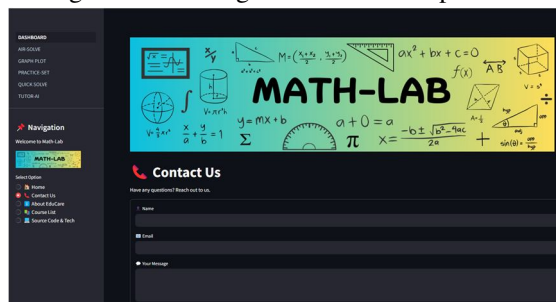 DASHBOARD
AIR-SOLVE
GRAPH PLOT
PRACTICE-SET
QUICK SOLVE
TUTOR-AI
Navigation
Welcome to Math-Lab
MATH-LAB
Select Option
Home
Contact Us
About EduCare
Course List
Source Code & Tech
x/y
M=(x₁+x₂/2, y₁+y₂/2)
ax² + bx + c = 0
f(x)
AB
V = s³
MATH-LAB
V=πr²h
y = mx + b
a + 0 = a
x/a + y/b = 1
Σ
π
x = -b ± √b²-4ac / 2a
+
sin(θ) = opp/hyp
Contact Us
Have any questions? Reach out to us.
Name
Email
Your Message